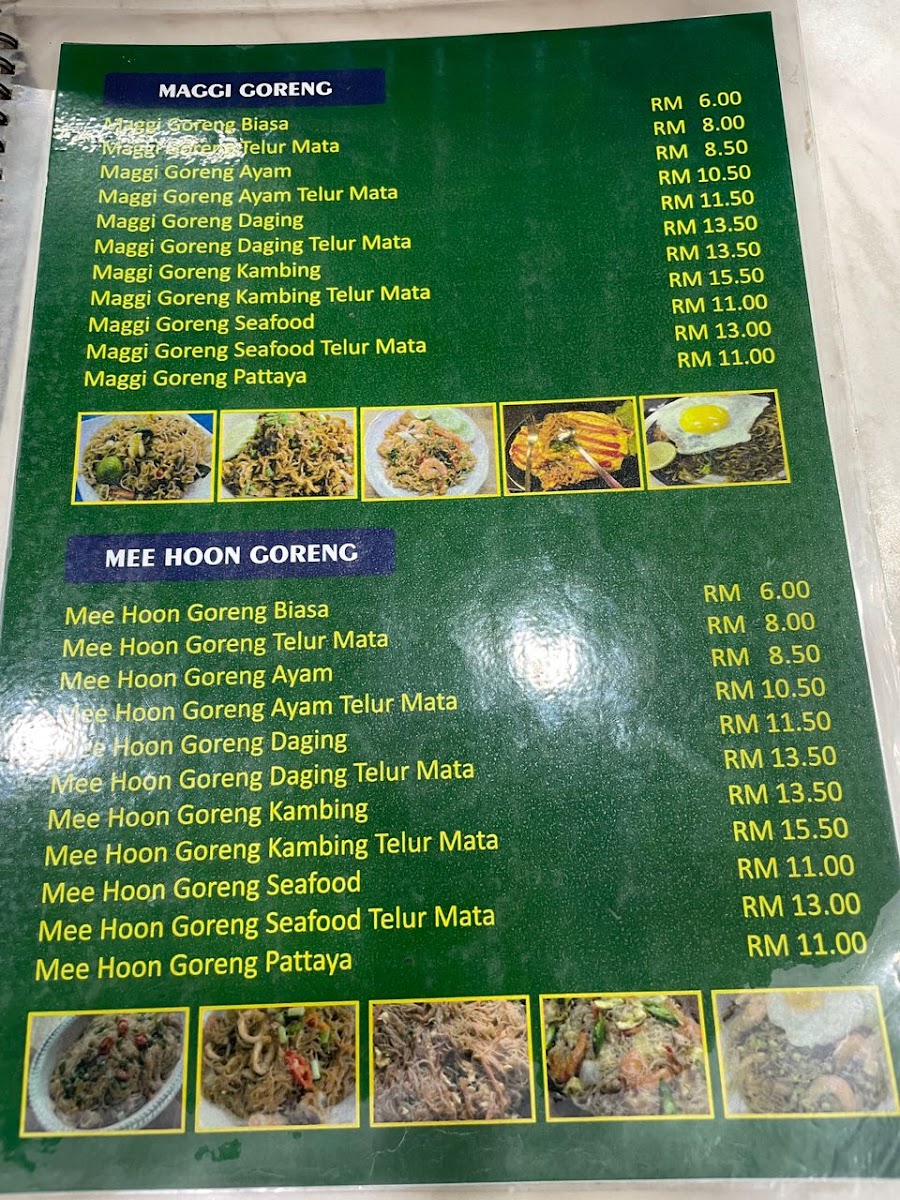 MAGGI GORENG
Maggi Goreng Biasa RM 6.00
Maggi Goreng Telur Mata RM 8.00
Maggi Goreng Ayam RM 8.50
Maggi Goreng Ayam Telur Mata RM 10.50
Maggi Goreng Daging RM 11.50
Maggi Goreng Daging Telur Mata RM 13.50
Maggi Goreng Kambing RM 13.50
Maggi Goreng Kambing Telur Mata RM 15.50
Maggi Goreng Seafood RM 11.00
Maggi Goreng Seafood Telur Mata RM 13.00
Maggi Goreng Pattaya RM 11.00
MEE HOON GORENG
Mee Hoon Goreng Biasa RM 6.00
Mee Hoon Goreng Telur Mata RM 8.00
Mee Hoon Goreng Ayam RM 8.50
Mee Hoon Goreng Ayam Telur Mata RM 10.50
Mee Hoon Goreng Daging RM 11.50
Mee Hoon Goreng Daging Telur Mata RM 13.50
Mee Hoon Goreng Kambing RM 13.50
Mee Hoon Goreng Kambing Telur Mata RM 15.50
Mee Hoon Goreng Seafood RM 11.00
Mee Hoon Goreng Seafood Telur Mata RM 13.00
Mee Hoon Goreng Pattaya RM 11.00